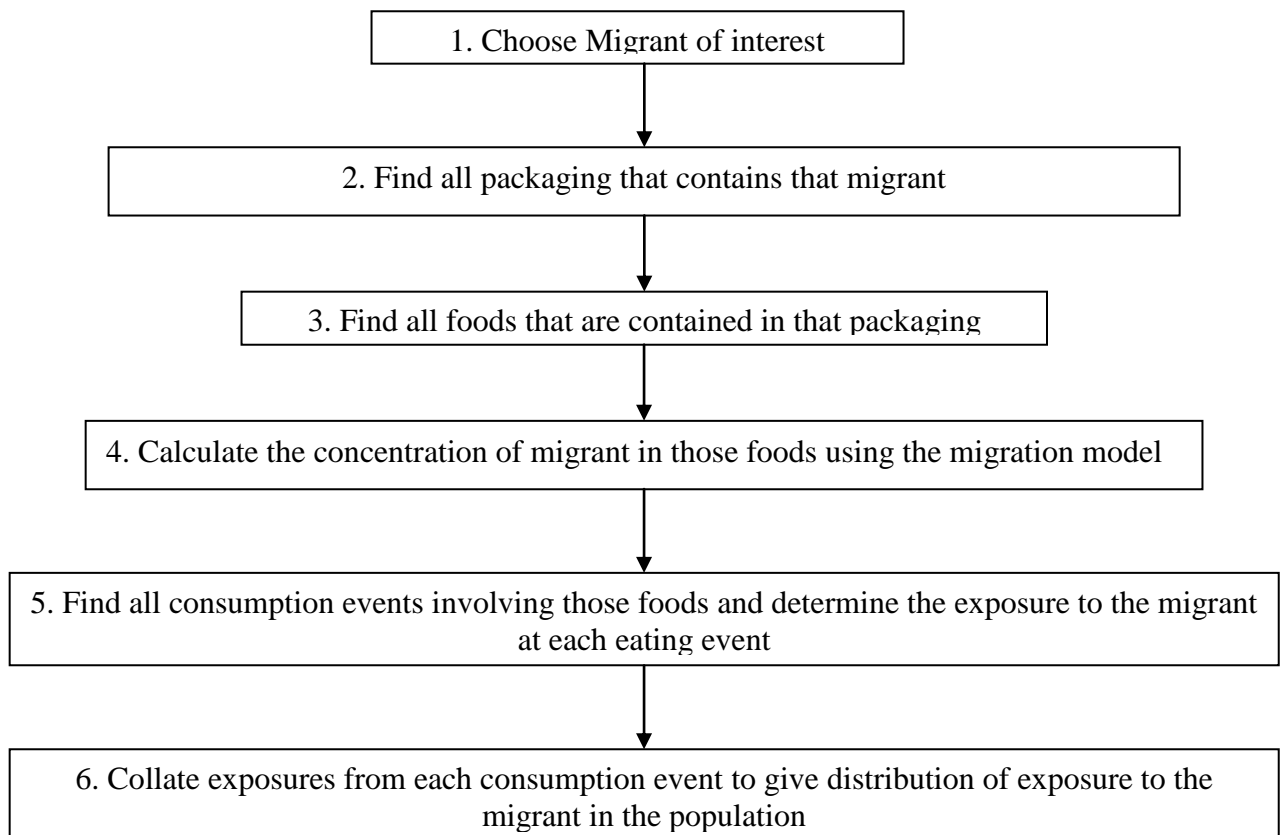 1. Choose Migrant of interest
2. Find all packaging that contains that migrant
3. Find all foods that are contained in that packaging
4. Calculate the concentration of migrant in those foods using the migration model
5. Find all consumption events involving those foods and determine the exposure to the migrant
at each eating event
6. Collate exposures from each consumption event to give distribution of exposure to the
migrant in the population